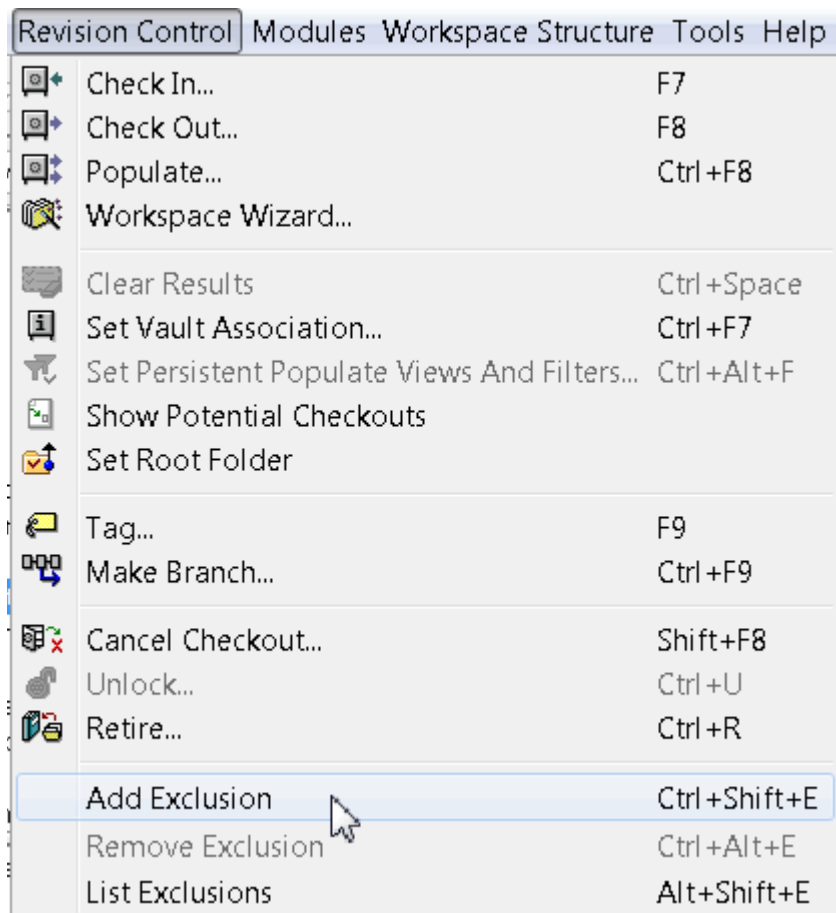 Revision Control Modules Workspace Structure Tools Help
Check In... F7
Check Out... F8
Populate... Ctrl+F8
Workspace Wizard...
Clear Results Ctrl+Space
Set Vault Association... Ctrl+F7
Set Persistent Populate Views And Filters... Ctrl+Alt+F
Show Potential Checkouts
Set Root Folder
Tag... F9
Make Branch... Ctrl+F9
Cancel Checkout... Shift+F8
Unlock... Ctrl+U
Retire... Ctrl+R
Add Exclusion Ctrl+Shift+E
Remove Exclusion Ctrl+Alt+E
List Exclusions Alt+Shift+E